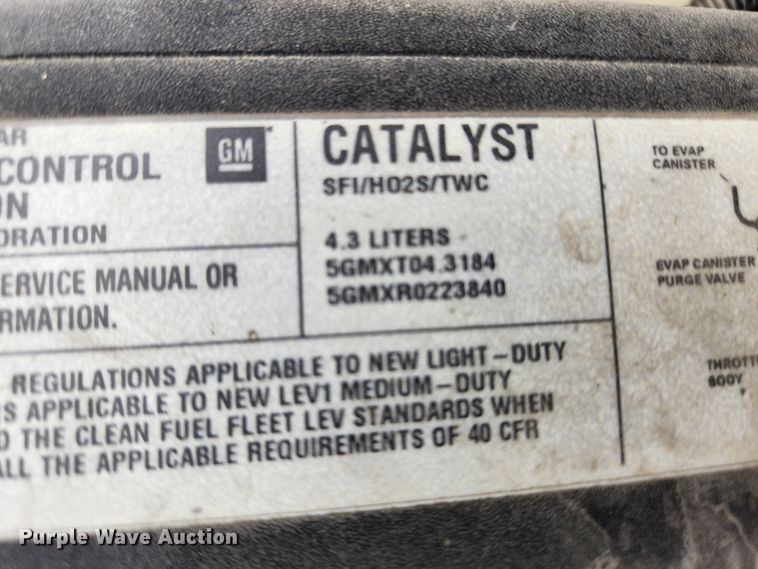 AR
CONTROL
ON
ORATION
GM
ERVICE MANUAL OR
RMATION.
CATALYST
SFI/HO2S/TWC
4.3 LITERS
5GMXT04.3184
5GMXR0223840
TO EVAP
CANISTER
EVAP CANISTER
PURGE VALVE
THROTT
BODY
REGULATIONS APPLICABLE TO NEW LIGHT-DUTY
S APPLICABLE TO NEW LEV1 MEDIUM-DUTY
D THE CLEAN FUEL FLEET LEV STANDARDS WHEN
ALL THE APPLICABLE REQUIREMENTS OF 40 CFR
Purple Wave Auction